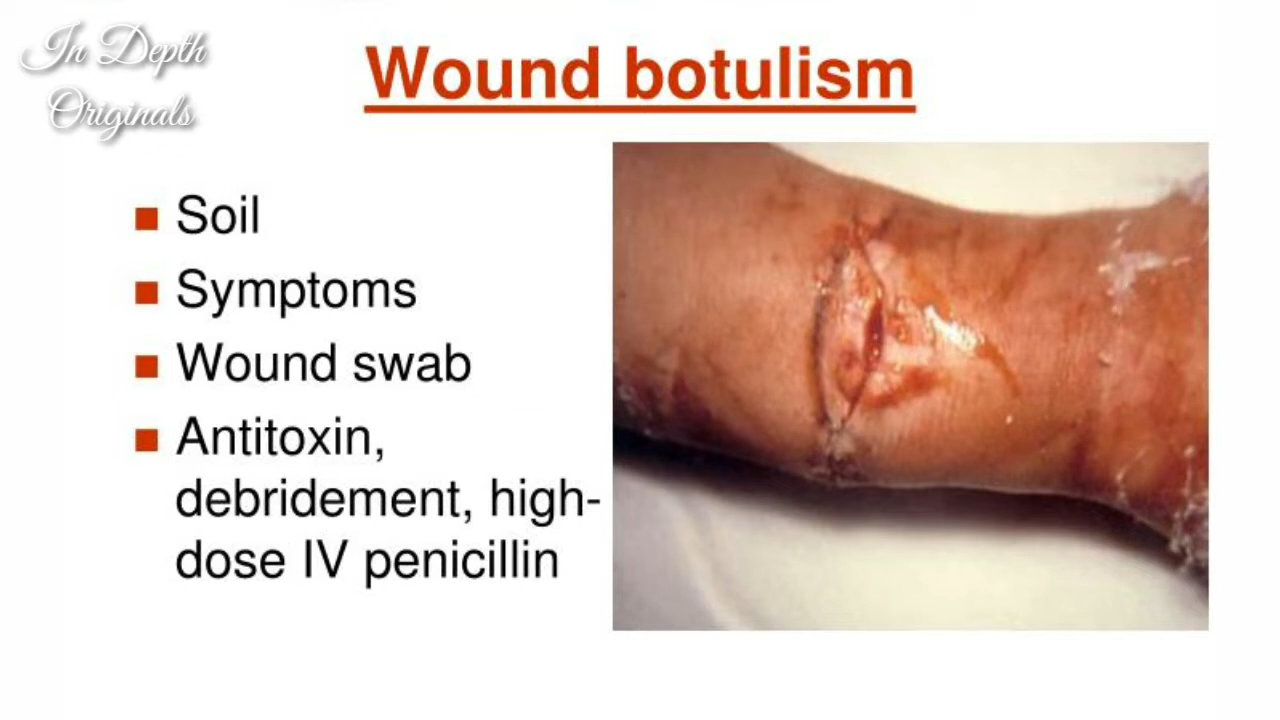 In Depth
Originals
Wound botulism
Soil
Symptoms
Wound swab
Antitoxin,
debridement, high-
dose IV penicillin